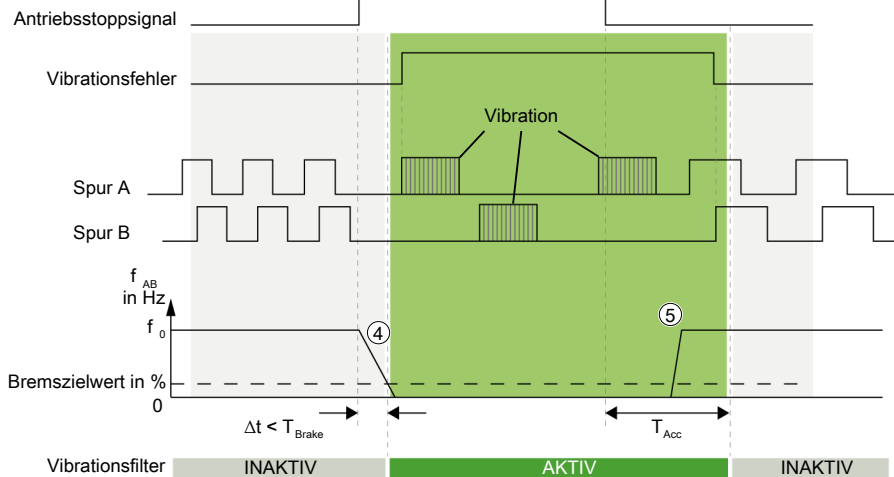 Antriebsstoppsignal
Vibrationsfehler
Vibration
Spur A
Spur B
f AB
in Hz
f 0
④
⑤
Bremszielwert in %
0
Δt < T Brake
T Acc
Vibrationsfilter
INAKTIV
AKTIV
INAKTIV